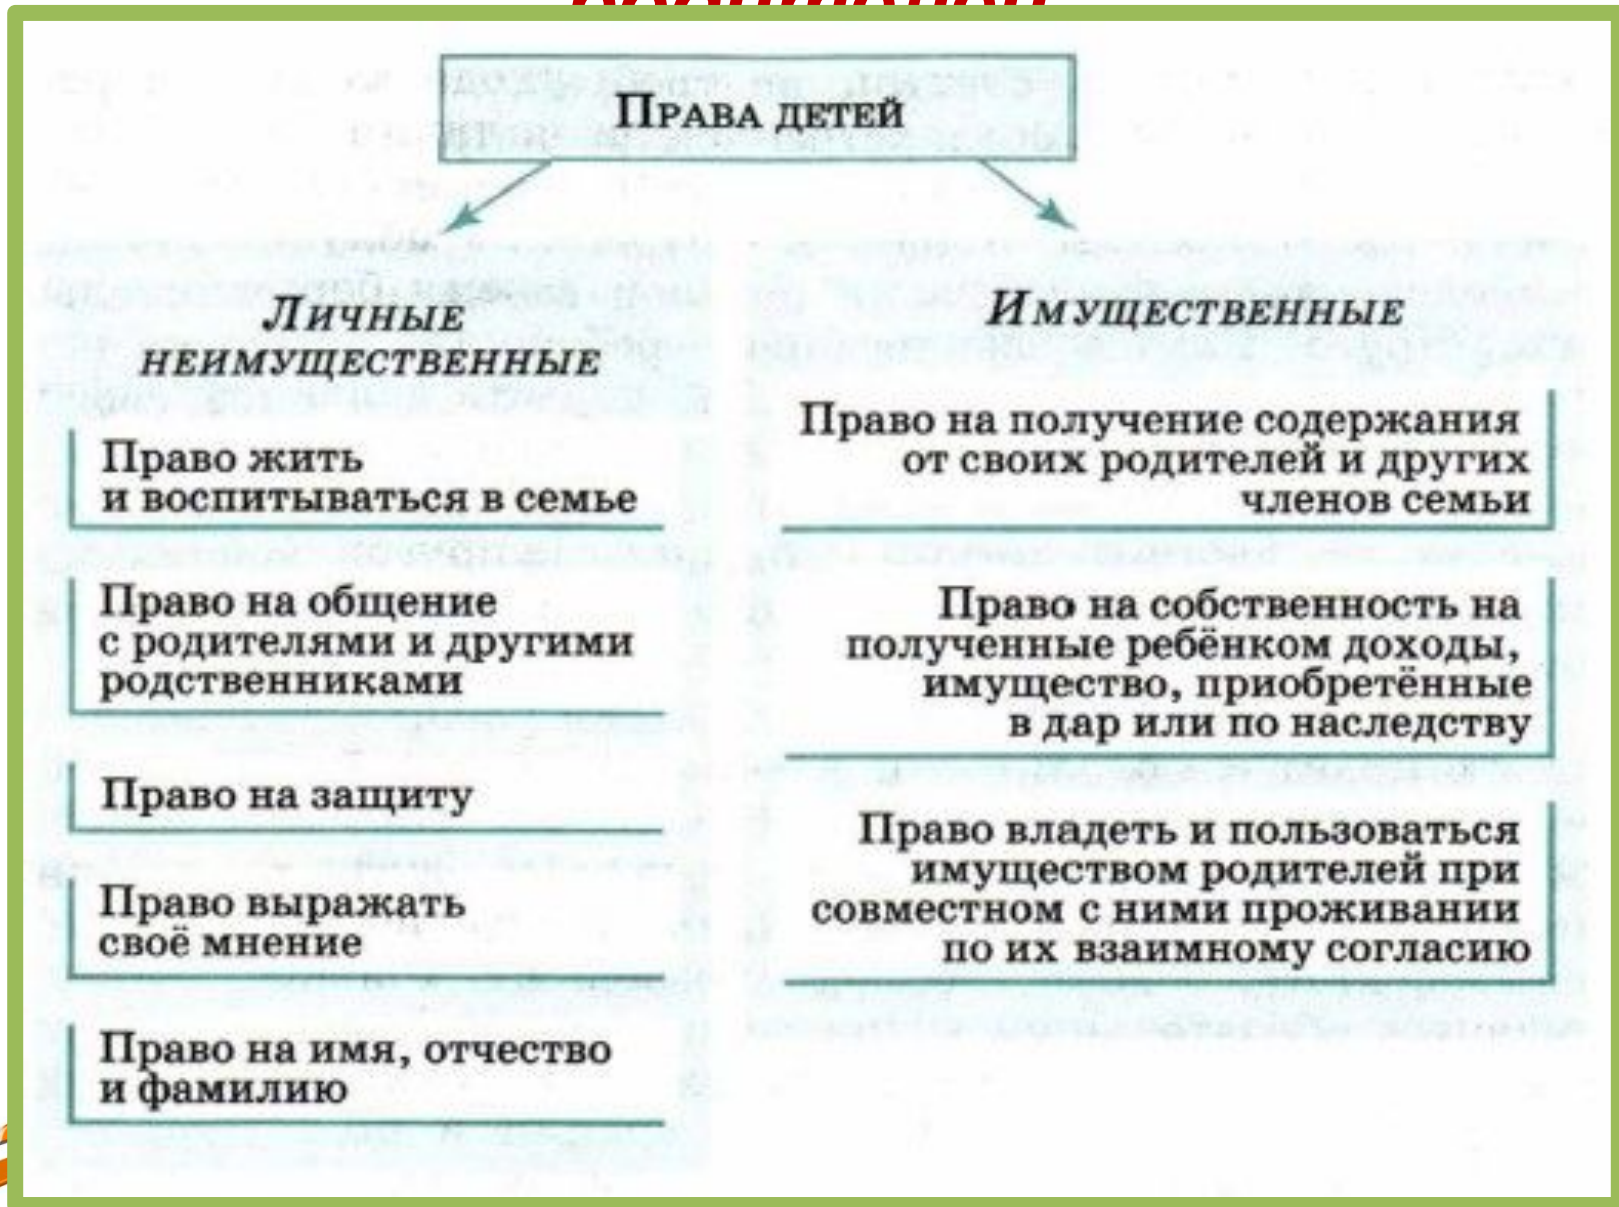 Права детей
Личные
неимущественные
Право жить
и воспитываться в семье
Право на общение
с родителями и другими
родственниками
Право на защиту
Право выражать
своё мнение
Право на имя, отчество
и фамилию
Имущественные
Право на получение содержания
от своих родителей и других
членов семьи
Право на собственность на
полученные ребёнком доходы,
имущество, приобретённые
в дар или по наследству
Право владеть и пользоваться
имуществом родителей при
совместном с ними проживании
по их взаимному согласию